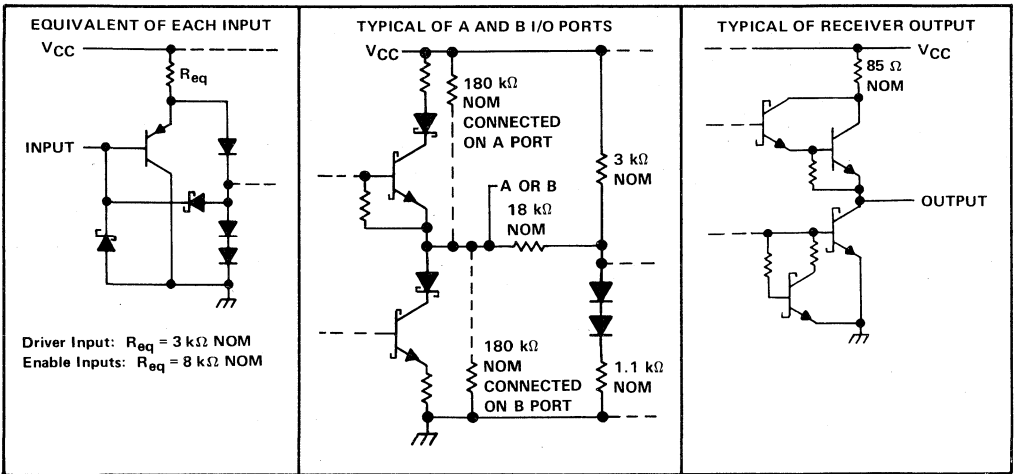 EQUIVALENT OF EACH INPUT
VCC
Req
INPUT
Driver Input: Req = 3 kΩ NOM
Enable Inputs: Req = 8 kΩ NOM
TYPICAL OF A AND B I/O PORTS
VCC
180 kΩ
NOM
CONNECTED
ON A PORT
3 kΩ
NOM
A OR B
18 kΩ
NOM
180 kΩ
NOM
CONNECTED
ON B PORT
1.1 kΩ
NOM
TYPICAL OF RECEIVER OUTPUT
VCC
85 Ω
NOM
OUTPUT